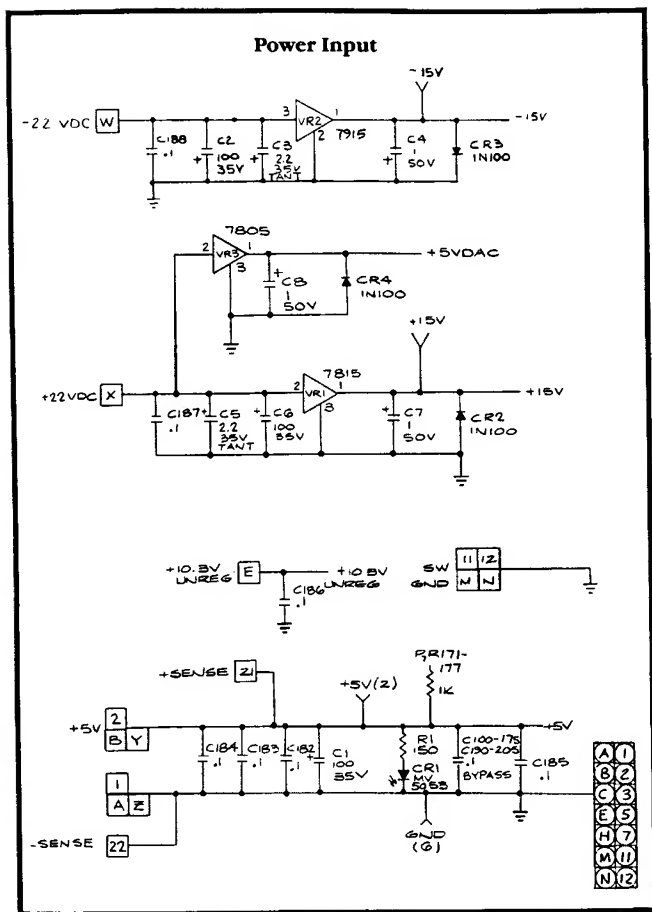 Power Input
-15V
-22 VDC W
3 VR2 1
2 7915
-15V
C188
.1
C2
100
35V
+
C3
2.2
35V
TANT
+
C4
1
50V
+
CR3
1N100
7805
2 VR3 1
3
+5VDAC
+
C8
1
50V
CR4
1N100
+15V
+22VDC X
7815
2 VR1 1
3
+15V
C187
.1
+
C5
2.2
35V
TANT
+
C6
100
35V
+
C7
1
50V
CR2
1N100
+10.3V
UNREG E
+10.3V
UNREG
C186
.1
SW
GND
11 12
M N
+SENSE 21
+5V(2)
P,R171-
177
1K
+5V
2
B Y
+5V
C184
.1
C183
.1
C182
.1
+
C1
100
35V
R1
150
CR1
MV
5053
C100-175
C190-205
.1
BYPASS
C185
.1
1
A Z
-SENSE 22
GND
(G)
A 1
B 2
C 3
E 5
H 7
M 11
N 12